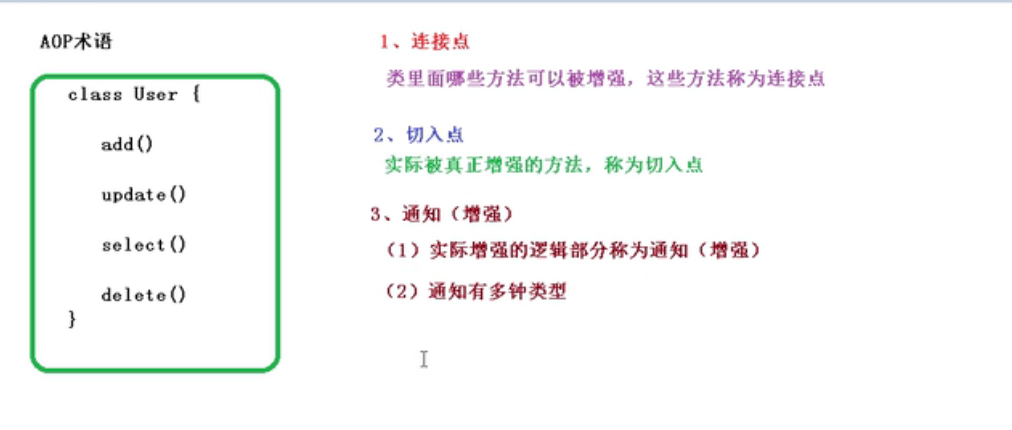 AOP术语
class User {
add()
update()
select()
delete()
}
1、连接点
类里面哪些方法可以被增强，这些方法称为连接点
2、切入点
实际被真正增强的方法，称为切入点
3、通知（增强）
（1）实际增强的逻辑部分称为通知（增强）
（2）通知有多钟类型